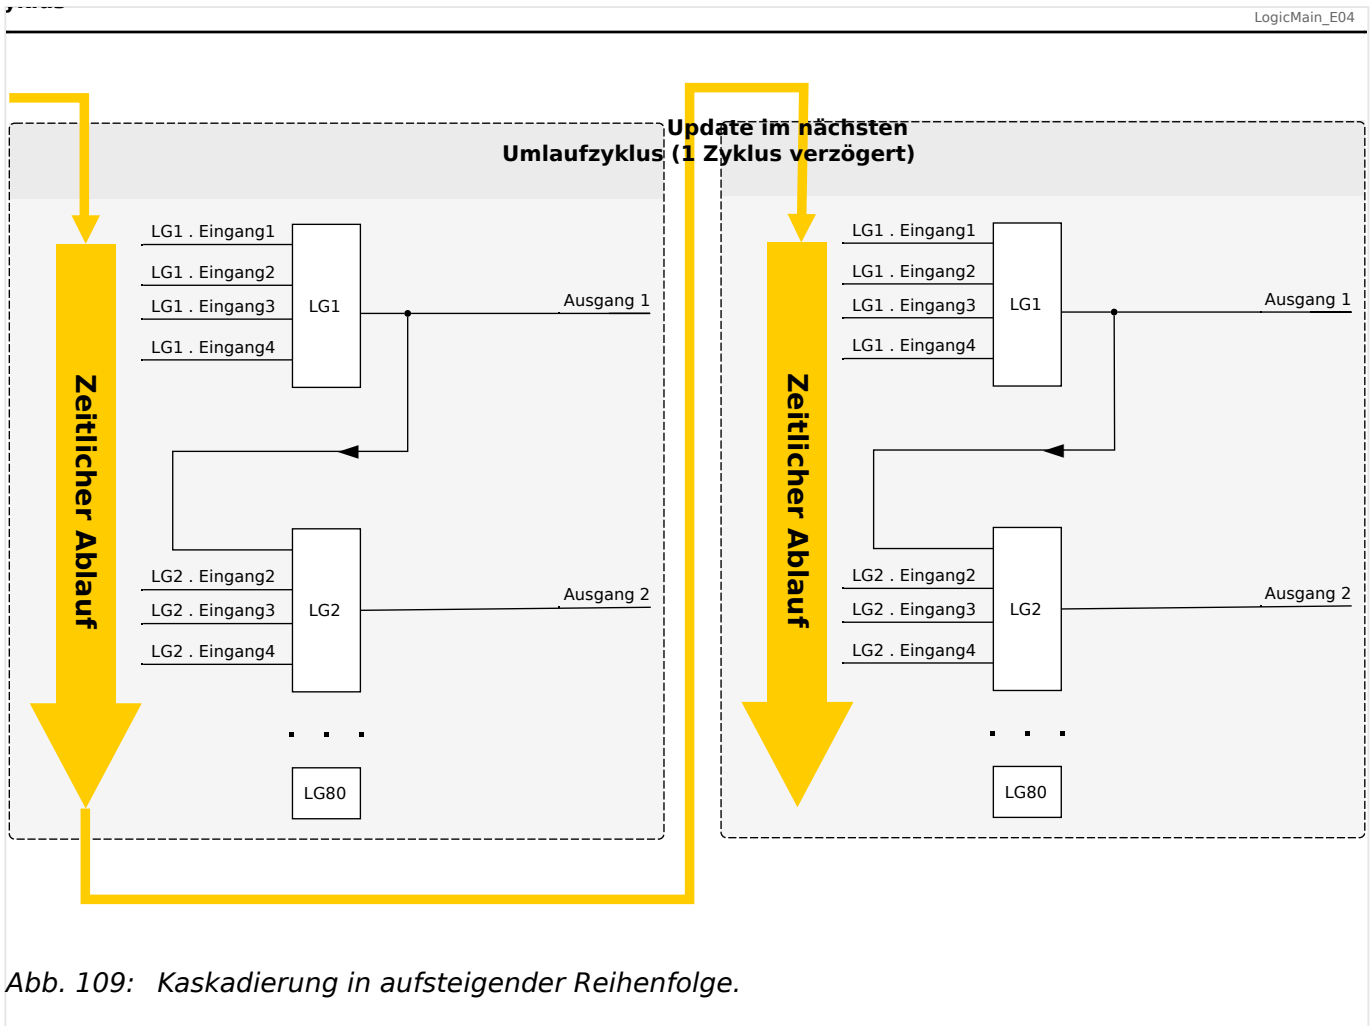 LogicMain_E04
Update im nächsten
Umlaufzyklus (1 Zyklus verzögert)
Zeitlicher Ablauf
LG1 . Eingang1
LG1 . Eingang2
LG1 . Eingang3
LG1 . Eingang4
LG1
Ausgang 1
LG2 . Eingang2
LG2 . Eingang3
LG2 . Eingang4
LG2
Ausgang 2
. . .
LG80
Zeitlicher Ablauf
LG1 . Eingang1
LG1 . Eingang2
LG1 . Eingang3
LG1 . Eingang4
LG1
Ausgang 1
LG2 . Eingang2
LG2 . Eingang3
LG2 . Eingang4
LG2
Ausgang 2
. . .
LG80
Abb. 109: Kaskadierung in aufsteigender Reihenfolge.